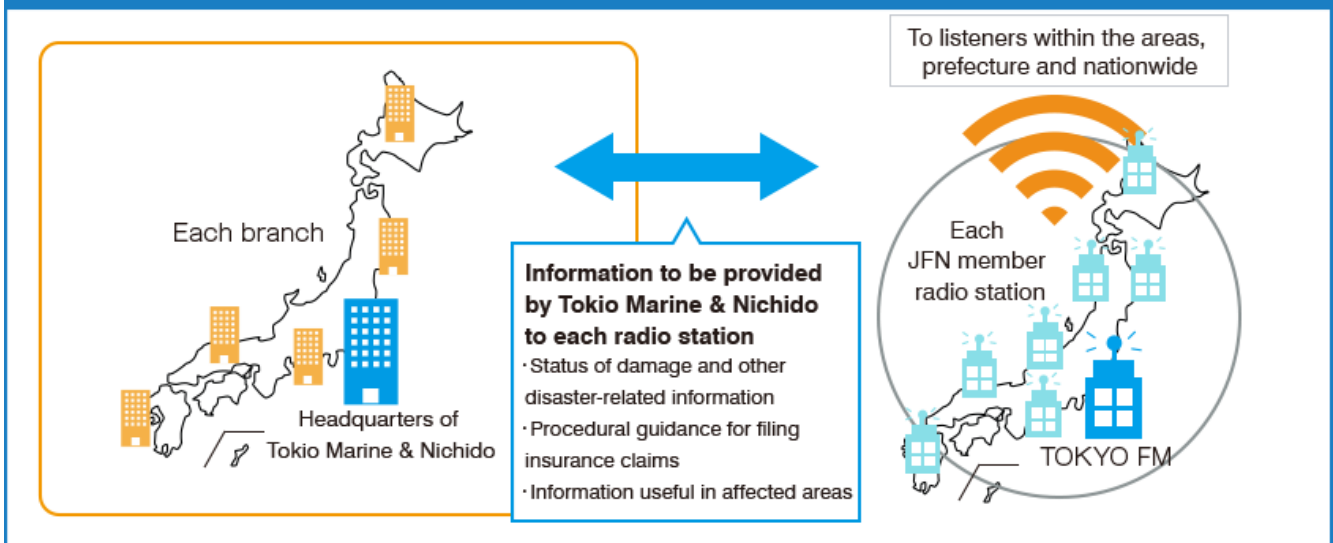 To listeners within the areas,
prefecture and nationwide
Each branch
Each
JFN member
radio station
Information to be provided
by Tokio Marine & Nichido
to each radio station
·Status of damage and other
disaster-related information
·Procedural guidance for filing
insurance claims
·Information useful in affected areas
Headquarters of
Tokio Marine & Nichido
TOKYO FM